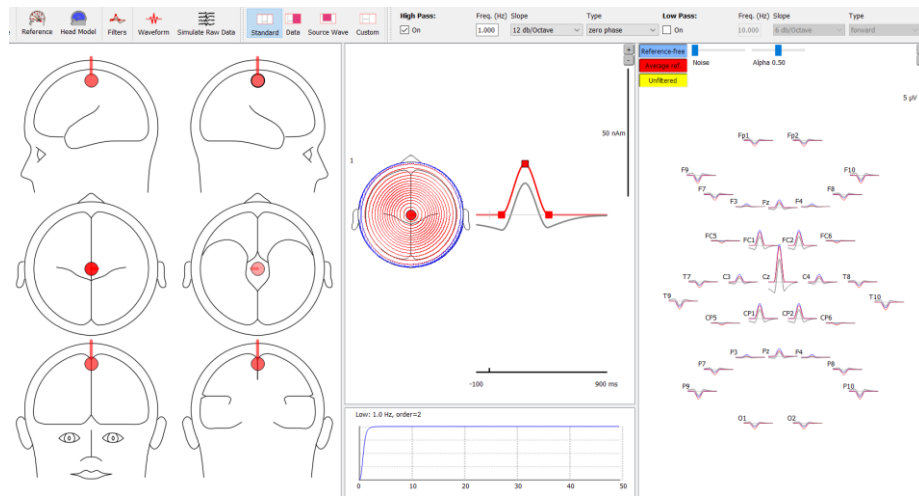 Reference Head Model Filters Waveform Simulate Raw Data Standard Data Source Wave Custom
High Pass: Freq. (Hz) Slope Type Low Pass: Freq. (Hz) Slope Type
On 1.000 12 db/Octave zero phase On 10.000 6 db/Octave forward
+
-
50 nAm
1
-100 900 ms
Low: 1.0 Hz, order=2
0 10 20 30 40 50
Reference-free
Average ref.
Unfiltered
Noise Alpha 0.50
5 µV
Fp1 Fp2
F9 F10
F7 F8
F3 Fz F4
FC5 FC1 FC2 FC6
T7 C3 Cz C4 T8
T9 T10
CP5 CP1 CP2 CP6
P3 Pz P4
P7 P8
P9 P10
O1 O2